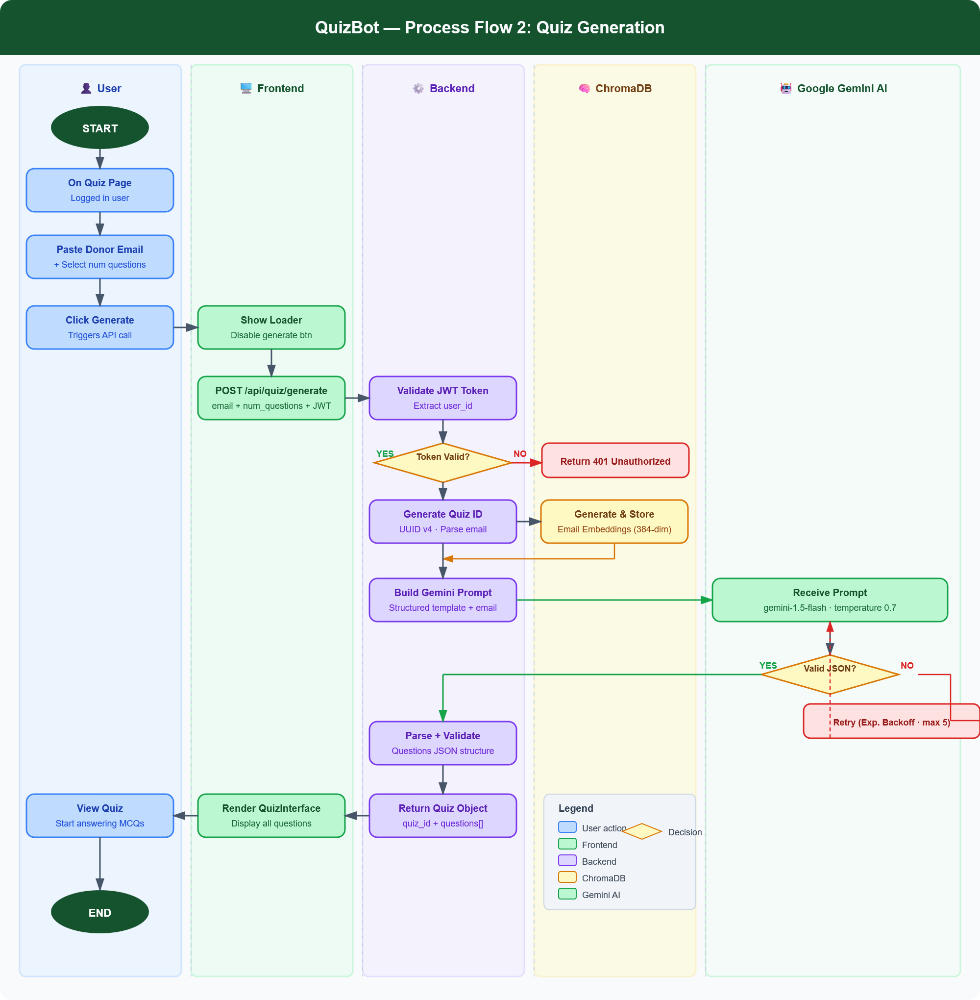 QuizBot — Process Flow 2: Quiz Generation
User
Frontend
Backend
ChromaDB
Google Gemini AI
START
On Quiz Page
Logged in user
Paste Donor Email
+ Select num questions
Click Generate
Triggers API call
Show Loader
Disable generate btn
POST /api/quiz/generate
email + num_questions + JWT
Validate JWT Token
Extract user_id
YES
Token Valid?
NO
Return 401 Unauthorized
Generate Quiz ID
UUID v4 · Parse email
Generate & Store
Email Embeddings (384-dim)
Build Gemini Prompt
Structured template + email
Receive Prompt
gemini-1.5-flash · temperature 0.7
YES
Valid JSON?
NO
Retry (Exp. Backoff · max 5)
Parse + Validate
Questions JSON structure
View Quiz
Start answering MCQs
Render QuizInterface
Display all questions
Return Quiz Object
quiz_id + questions[]
Legend
User action
Decision
Frontend
Backend
ChromaDB
Gemini AI
END